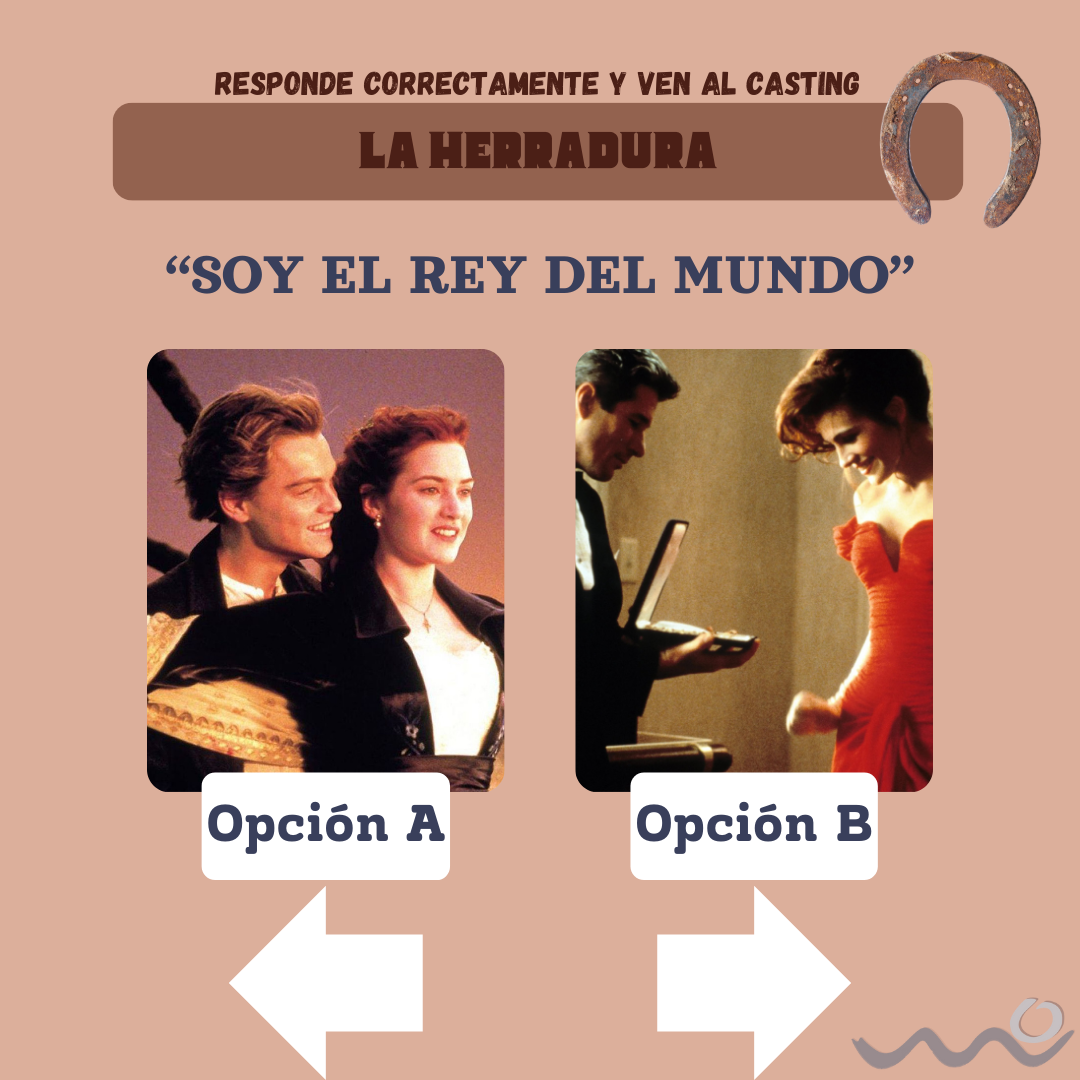 RESPONDE CORRECTAMENTE Y VEN AL CASTING
LA HERRADURA
“SOY EL REY DEL MUNDO”
Opción A
Opción B